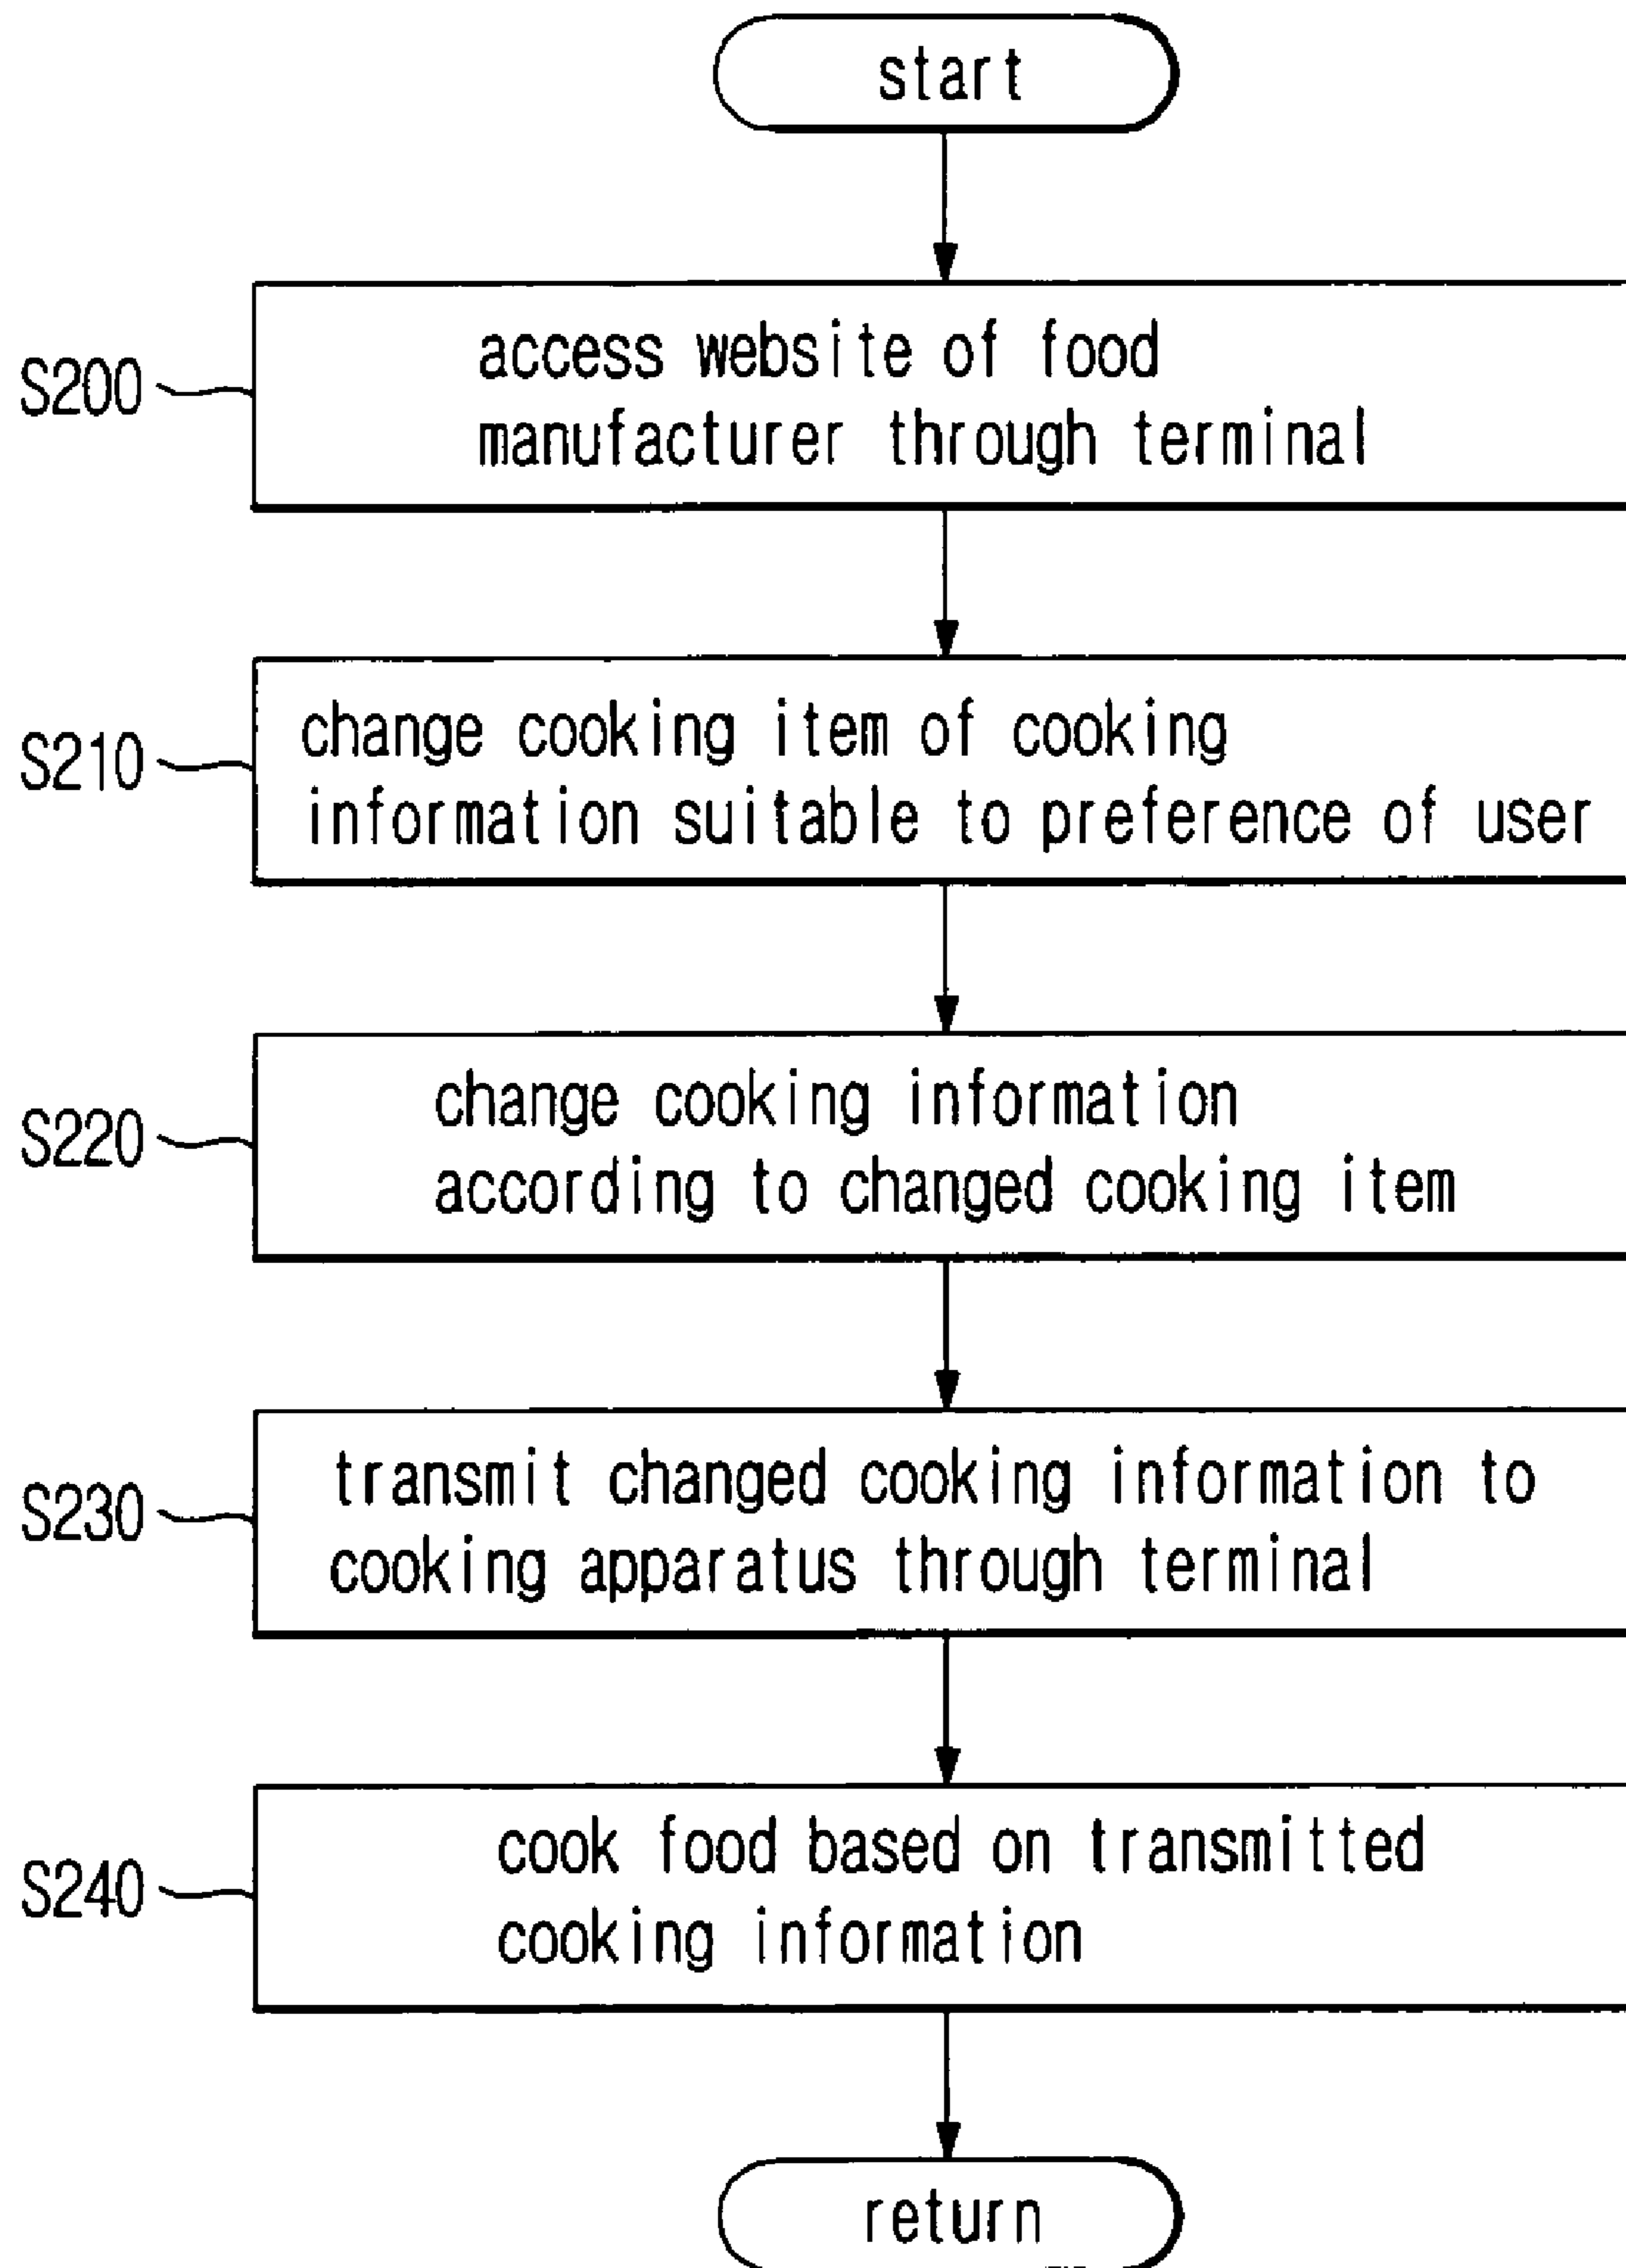 start
S200
access website of food
manufacturer through terminal
S210
change cooking item of cooking
information suitable to preference of user
S220
change cooking information
according to changed cooking item
S230
transmit changed cooking information to
cooking apparatus through terminal
S240
cook food based on transmitted
cooking information
return